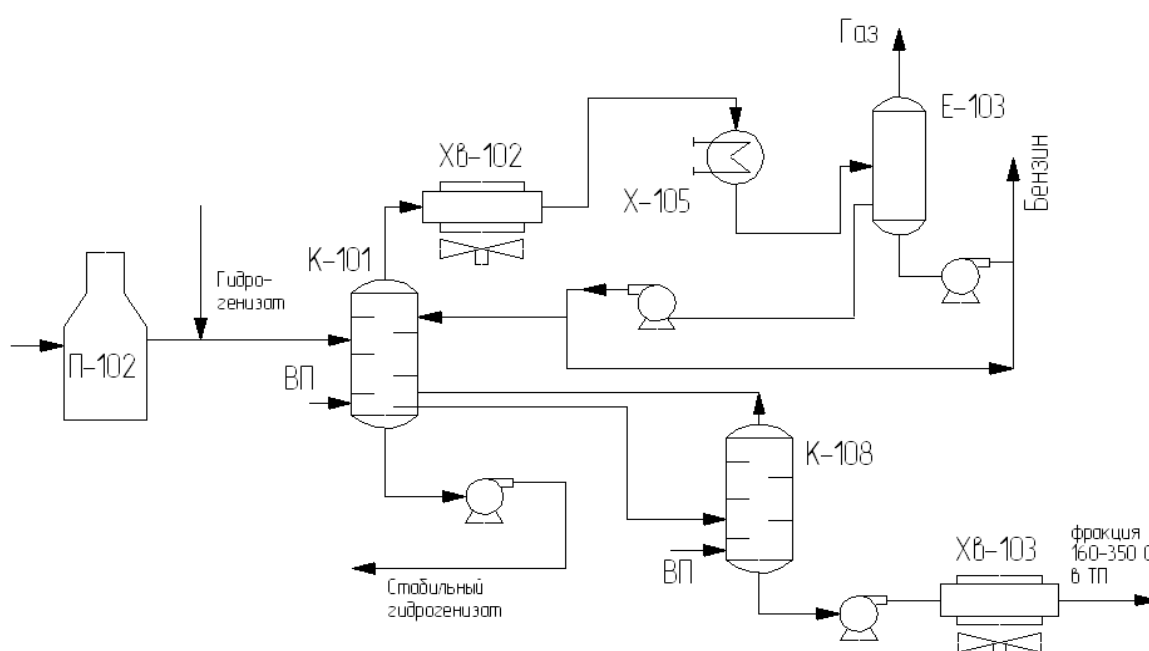 Газ
Е-103
Бензин
Хв-102
Х-105
К-101
Гидро-
генизат
П-102
ВП
К-108
ВП
Стабильный
гидрогенизат
Хв-103
фракция
160-350 С
в ТП